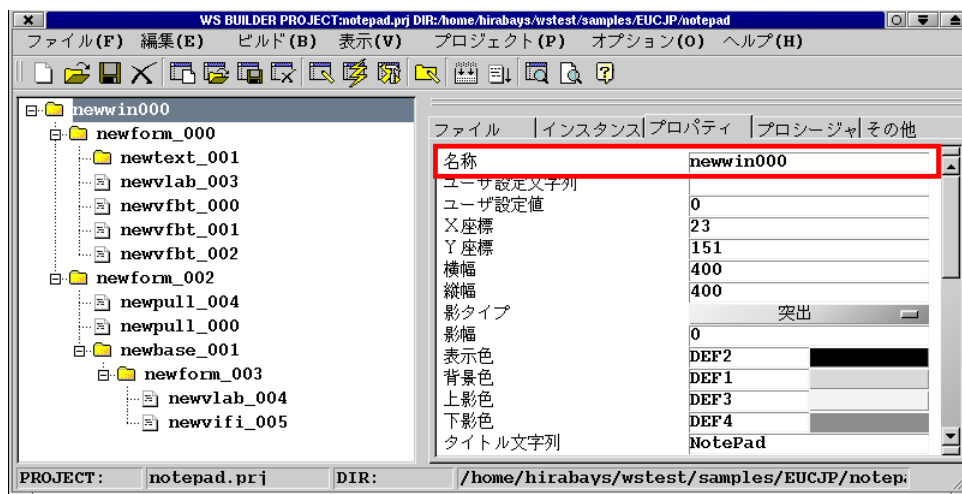 WS BUILDER PROJECT:notepad.prj DIR:/home/hirabays/wstest/samples/EUCJP/notepad
ファイル(F) 編集(E) ビルド(B) 表示(V) プロジェクト(P) オプション(O) ヘルプ(H)
newwin000
newform_000
newtext_001
newvlab_003
newvfbt_000
newvfbt_001
newvfbt_002
newform_002
newpull_004
newpull_000
newbase_001
newform_003
newvlab_004
newvifi_005
ファイル インスタンス プロパティ プロシージャ その他
名称 newwin000
ユーザ設定文字列
ユーザ設定値 0
X座標 23
Y座標 151
横幅 400
縦幅 400
影タイプ 突出
影幅 0
表示色 DEF2
背景色 DEF1
上影色 DEF3
下影色 DEF4
タイトル文字列 NotePad
PROJECT: notepad.prj DIR: /home/hirabays/wstest/samples/EUCJP/notep